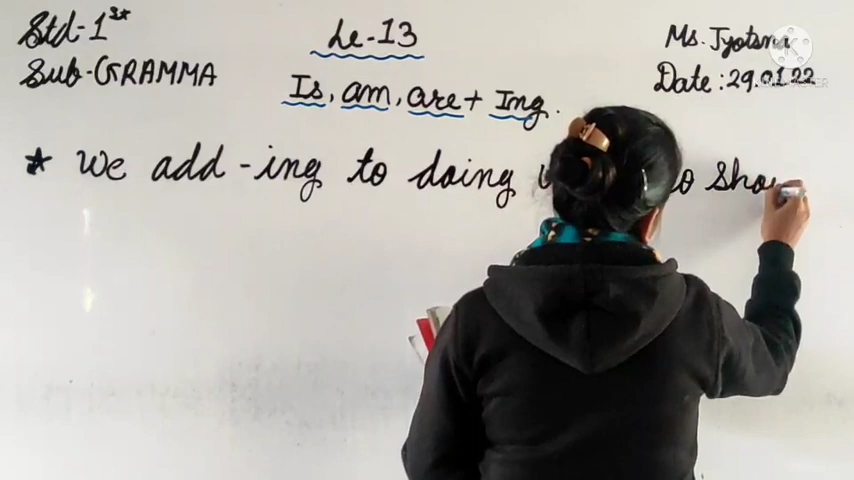 Std-1st
Sub-GRAMMA
Le-13
Is, am, are + Ing.
Ms. Jyotsna
Date: 29.01.22
★ We add -ing to doing to sho